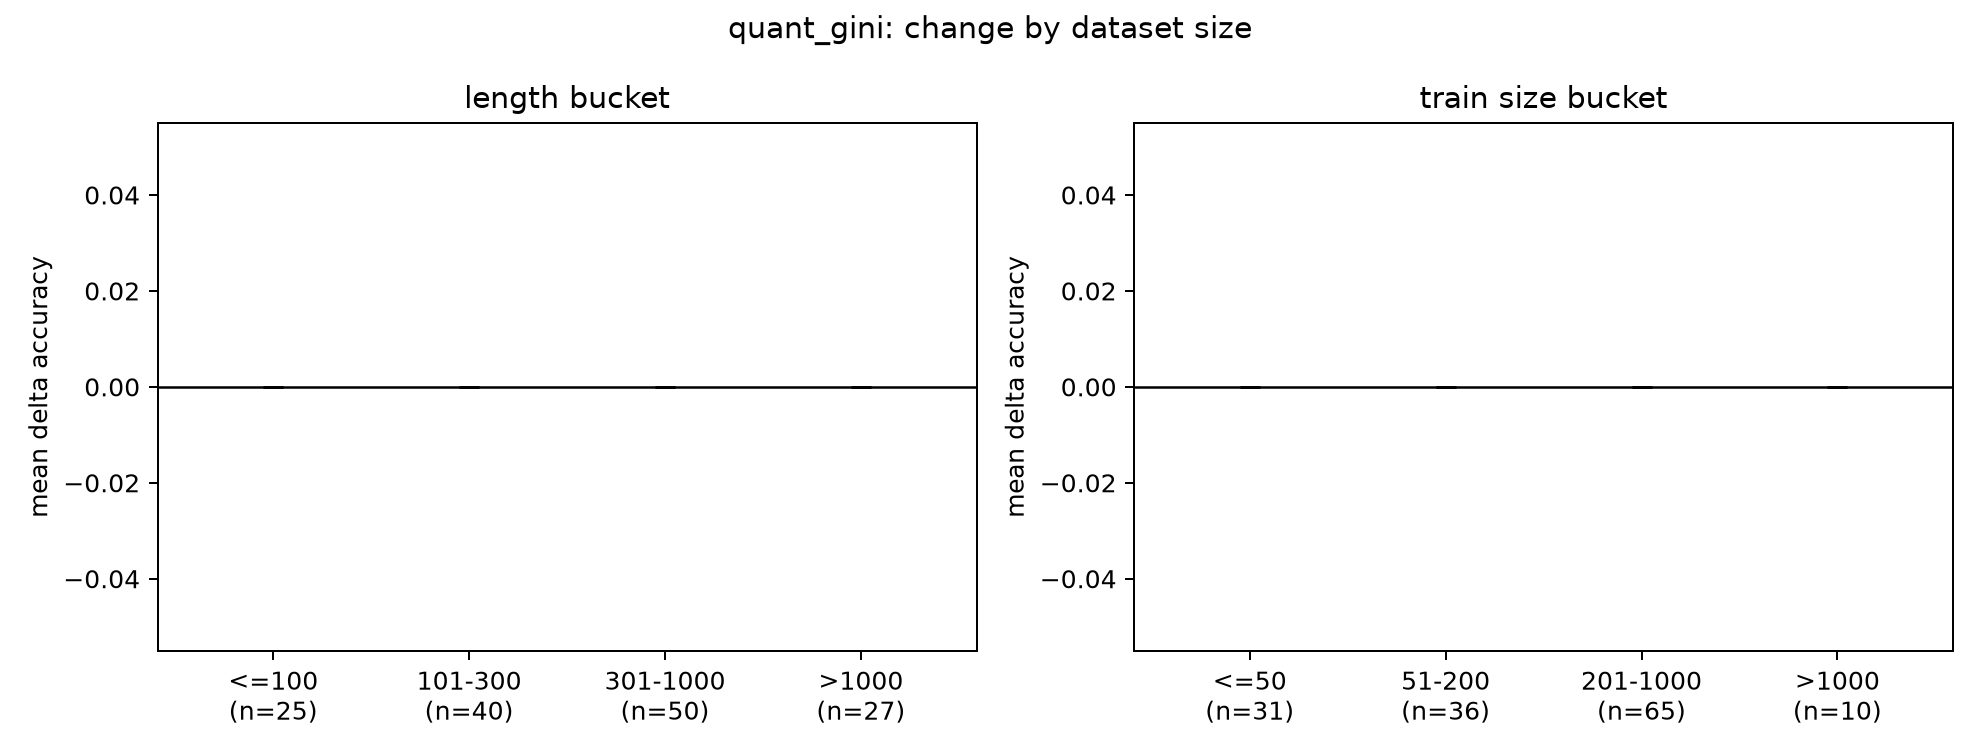 quant_gini: change by dataset size
length bucket
mean delta accuracy
0.04
0.02
0.00
−0.02
−0.04
<=100 101-300 301-1000 >1000
(n=25) (n=40) (n=50) (n=27)
train size bucket
mean delta accuracy
0.04
0.02
0.00
−0.02
−0.04
<=50 51-200 201-1000 >1000
(n=31) (n=36) (n=65) (n=10)